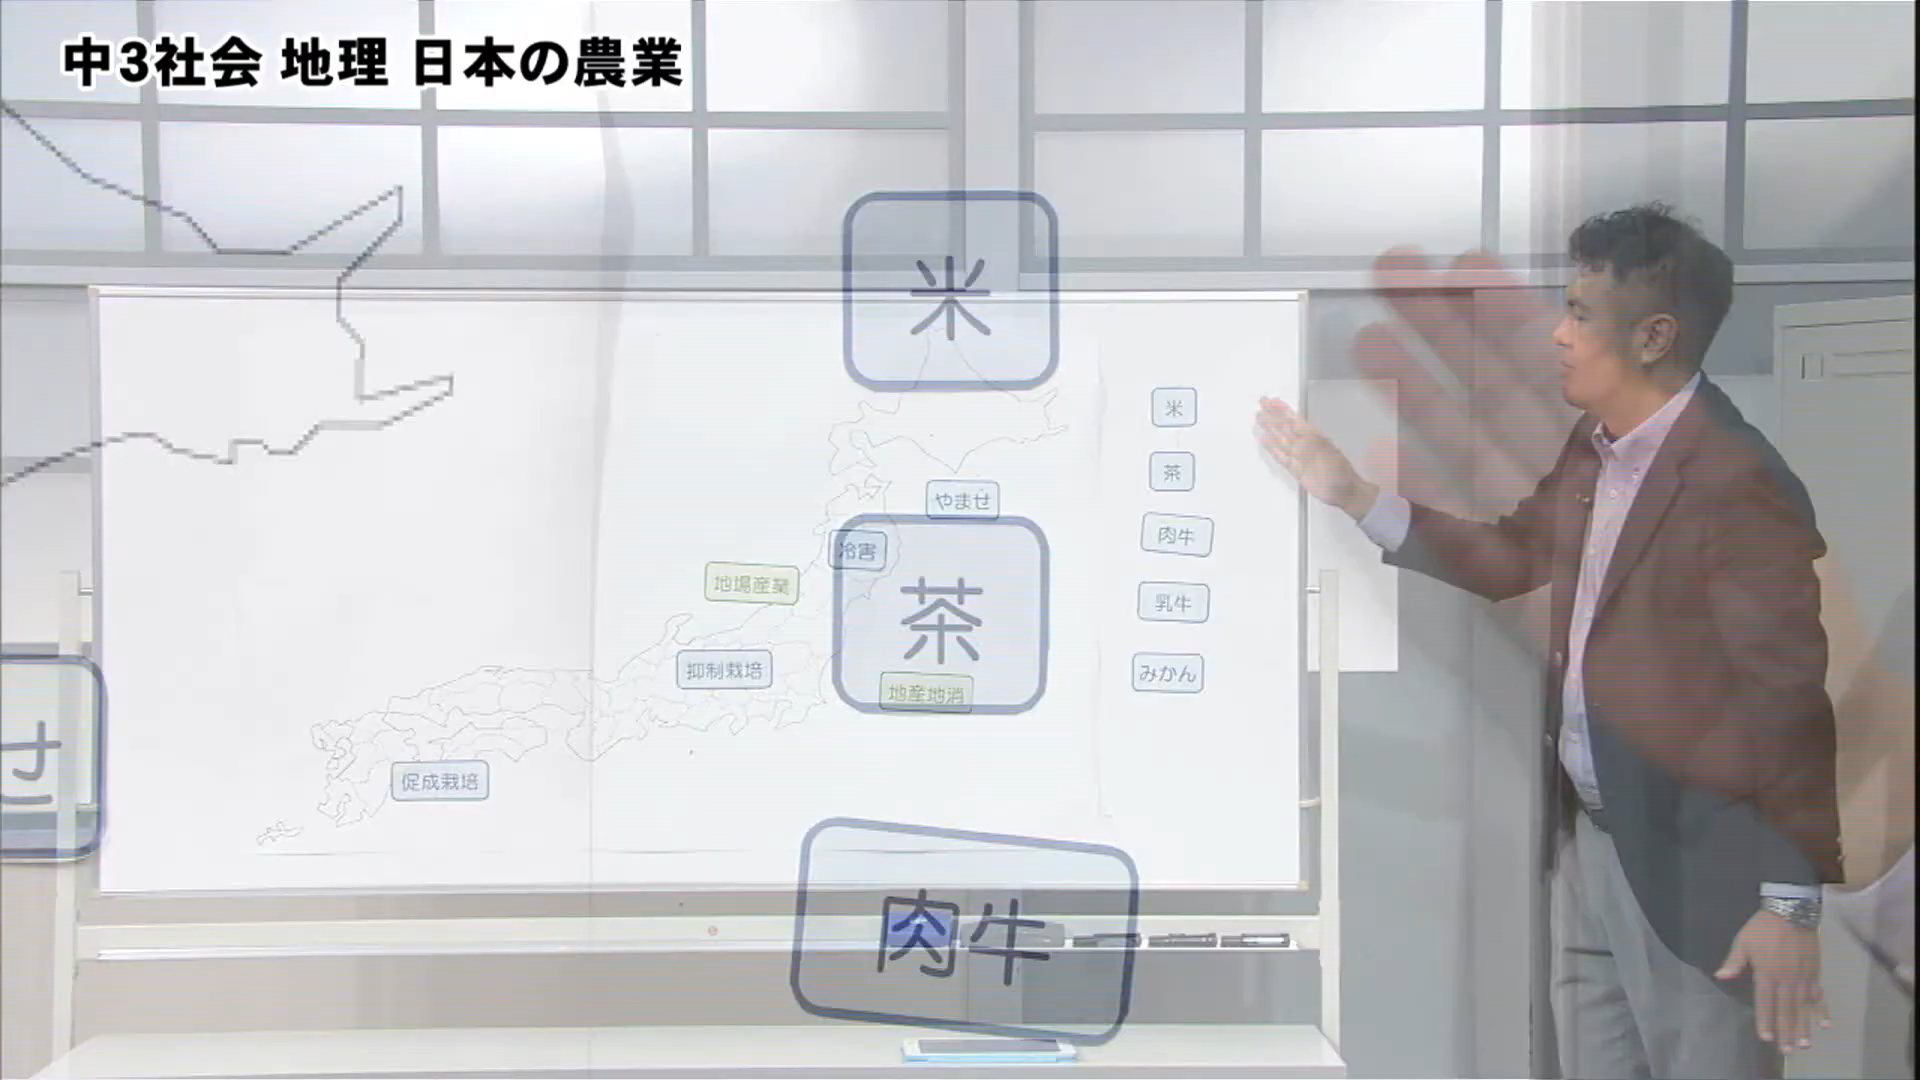 中3社会 地理 日本の農業
米
米
茶
やませ
肉牛
冷害
地場産業
茶
乳牛
抑制栽培
みかん
地産地消
せ
促成栽培
肉牛